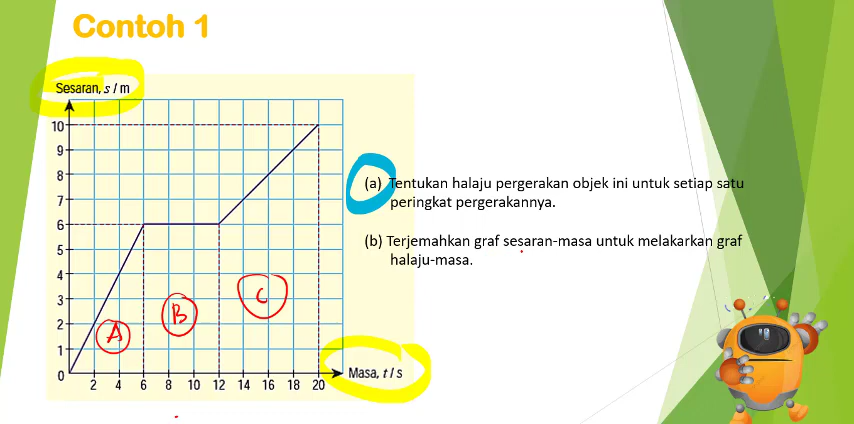 Contoh 1
Sesaran, s / m
10
9
8
7
6
5
4
3
2
1
0
2 4 6 8 10 12 14 16 18 20
Masa, t / s
A
B
C
(a) Tentukan halaju pergerakan objek ini untuk setiap satu
peringkat pergerakannya.
(b) Terjemahkan graf sesaran-masa untuk melakarkan graf
halaju-masa.